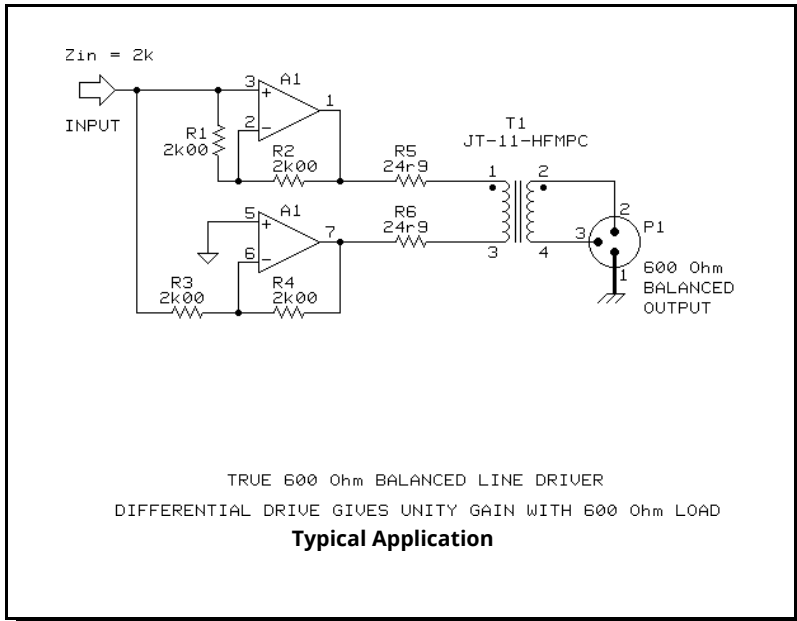 Zin = 2k
INPUT
3
A1
+
1
2
−
R1
2k00
R2
2k00
R5
24r9
T1
JT-11-HFMPC
1
2
5
A1
+
7
6
−
R6
24r9
3
4
2
3
P1
1
600 Ohm
BALANCED
OUTPUT
R3
2k00
R4
2k00
TRUE 600 Ohm BALANCED LINE DRIVER
DIFFERENTIAL DRIVE GIVES UNITY GAIN WITH 600 Ohm LOAD
Typical Application